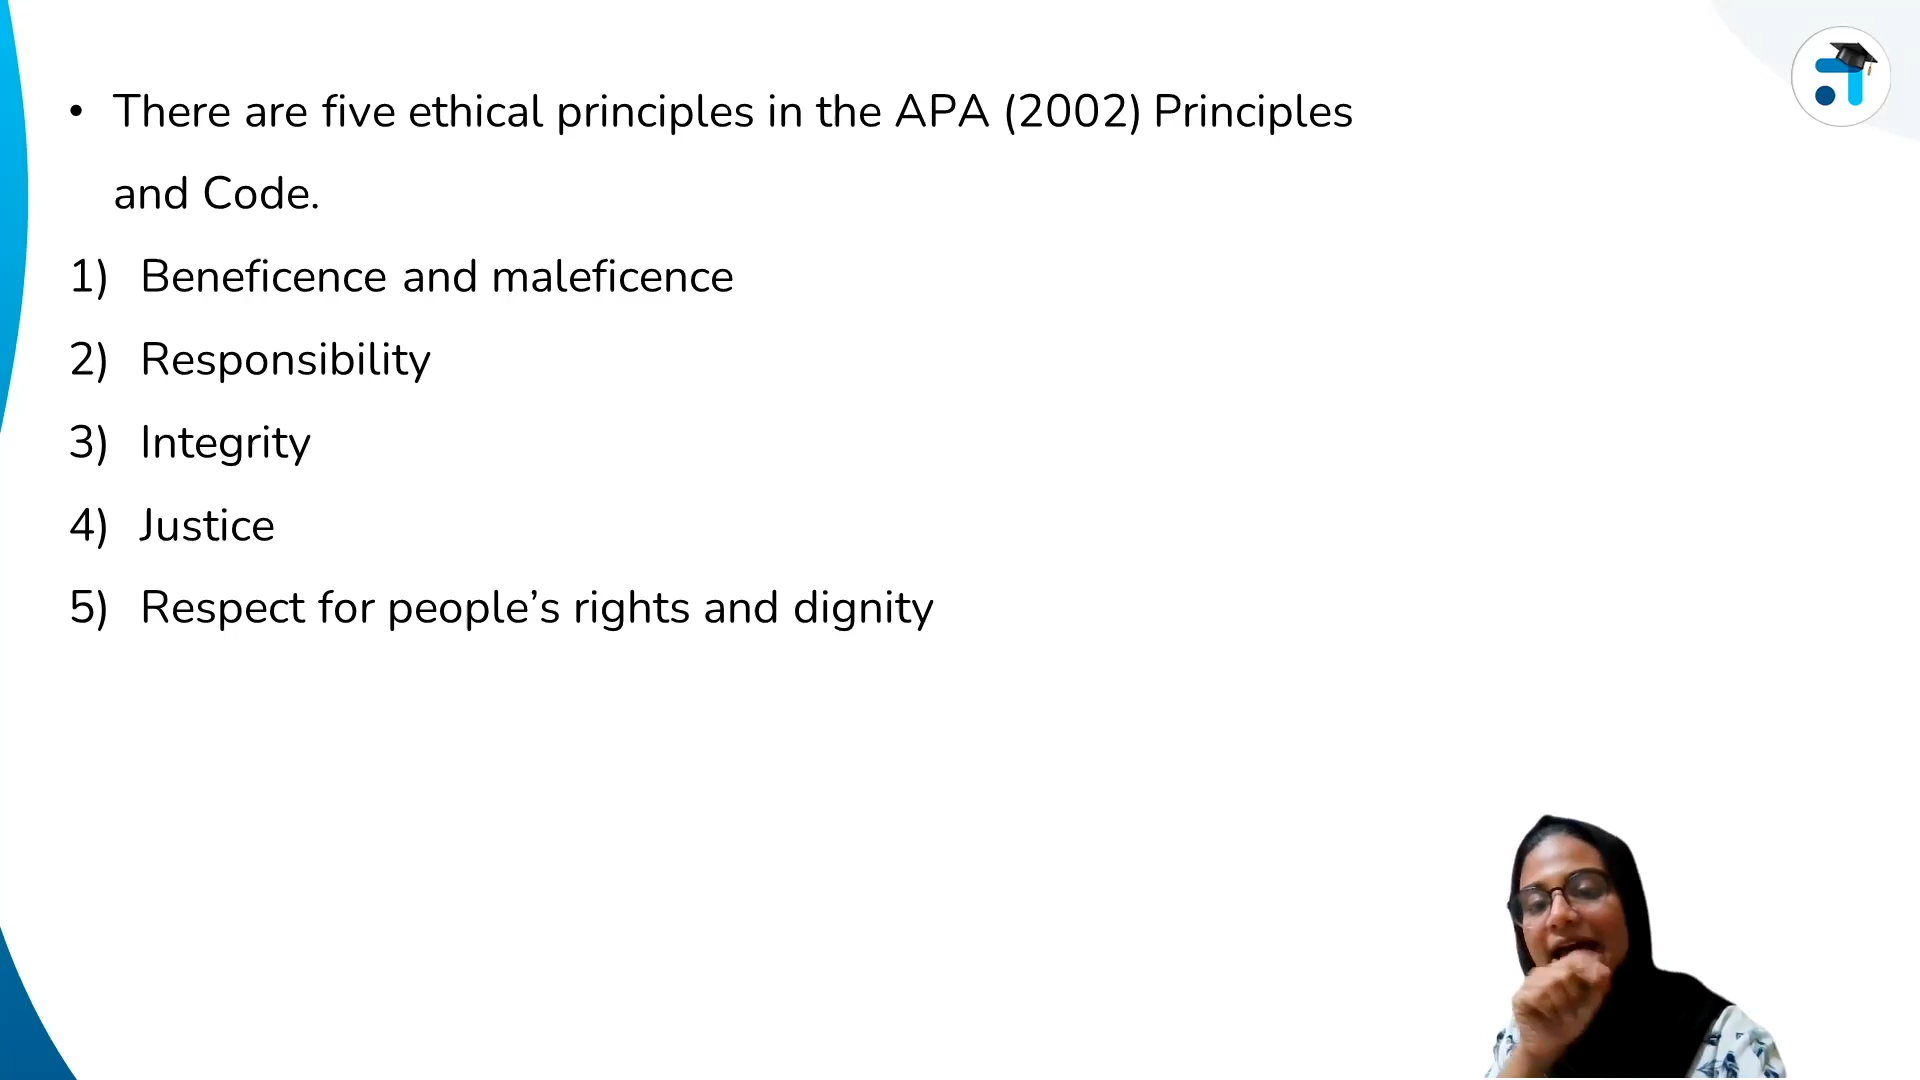 • There are five ethical principles in the APA (2002) Principles
and Code.
1) Beneficence and maleficence
2) Responsibility
3) Integrity
4) Justice
5) Respect for people’s rights and dignity